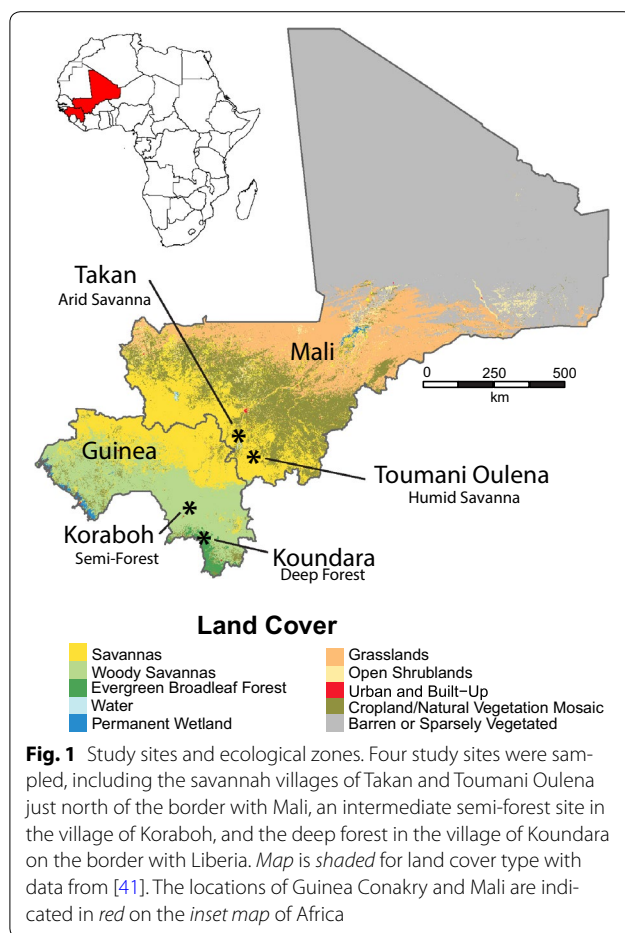 Takan
Arid Savanna
Mali
0 250 500
km
Guinea
Toumani Oulena
Humid Savanna
Koraboh
Semi-Forest
Koundara
Deep Forest
Land Cover
Savannas
Woody Savannas
Evergreen Broadleaf Forest
Water
Permanent Wetland
Grasslands
Open Shrublands
Urban and Built-Up
Cropland/Natural Vegetation Mosaic
Barren or Sparsely Vegetated
Fig. 1 Study sites and ecological zones. Four study sites were sam-
pled, including the savannah villages of Takan and Toumani Oulena
just north of the border with Mali, an intermediate semi-forest site in
the village of Koraboh, and the deep forest in the village of Koundara
on the border with Liberia. Map is shaded for land cover type with
data from [41]. The locations of Guinea Conakry and Mali are indi-
cated in red on the inset map of Africa